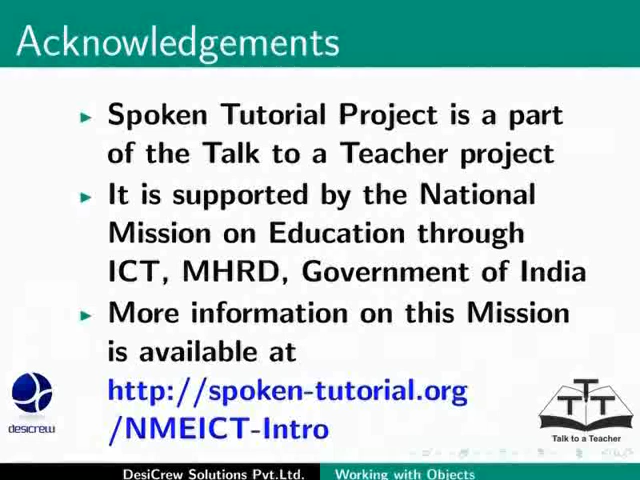 Acknowledgements
Spoken Tutorial Project is a part
of the Talk to a Teacher project
It is supported by the National
Mission on Education through
ICT, MHRD, Government of India
More information on this Mission
is available at
http://spoken-tutorial.org
/NMEICT-Intro
desicrew
T T T
Talk to a Teacher
DesiCrew Solutions Pvt.Ltd. Working with Objects